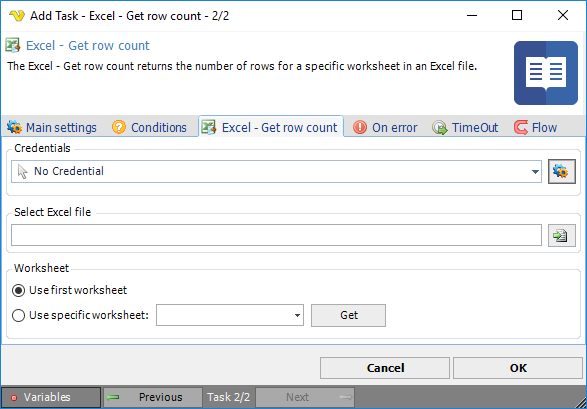 Add Task - Excel - Get row count - 2/2
Excel - Get row count
The Excel - Get row count returns the number of rows for a specific worksheet in an Excel file.
Main settings Conditions Excel - Get row count On error TimeOut Flow
Credentials
No Credential
Select Excel file
Worksheet
Use first worksheet
Use specific worksheet: Get
Cancel OK
Variables Previous Task 2/2 Next